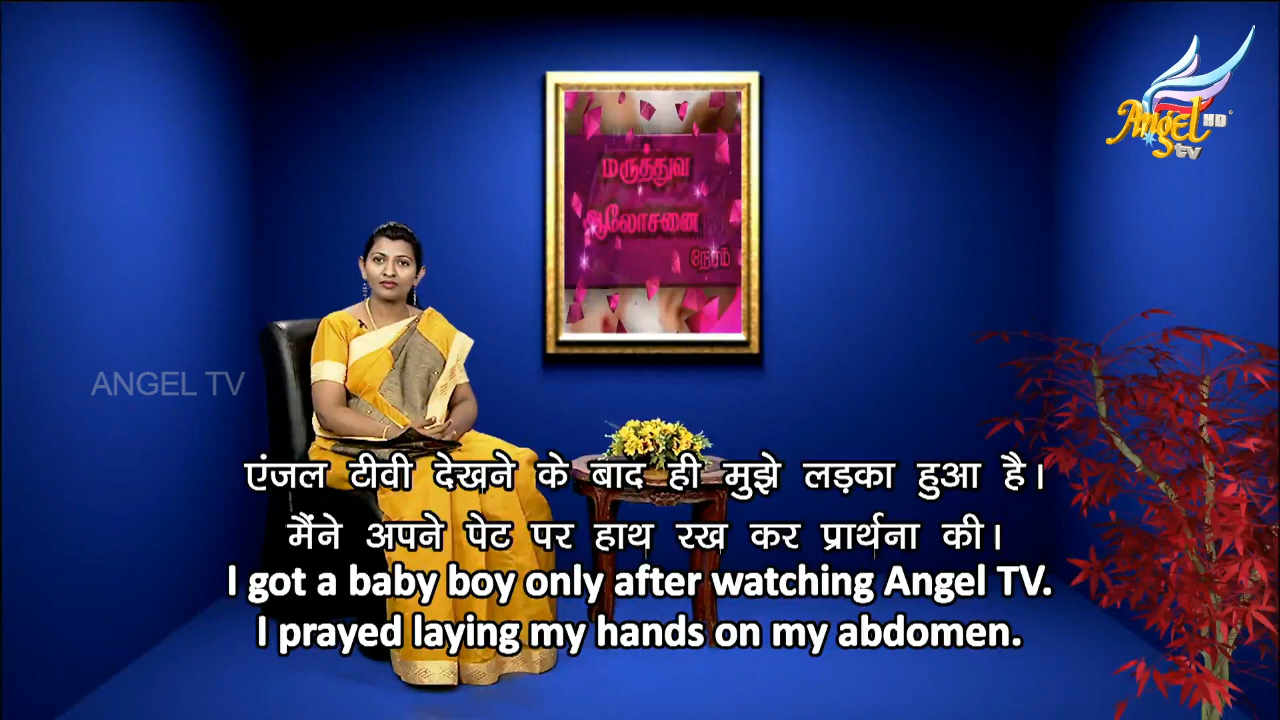 Angel HD
tv
மருத்துவ
ஆலோசனை
நேரம்
ANGEL TV
एंजल टीवी देखने के बाद ही मुझे लड़का हुआ है।
मैंने अपने पेट पर हाथ रख कर प्रार्थना की।
I got a baby boy only after watching Angel TV.
I prayed laying my hands on my abdomen.